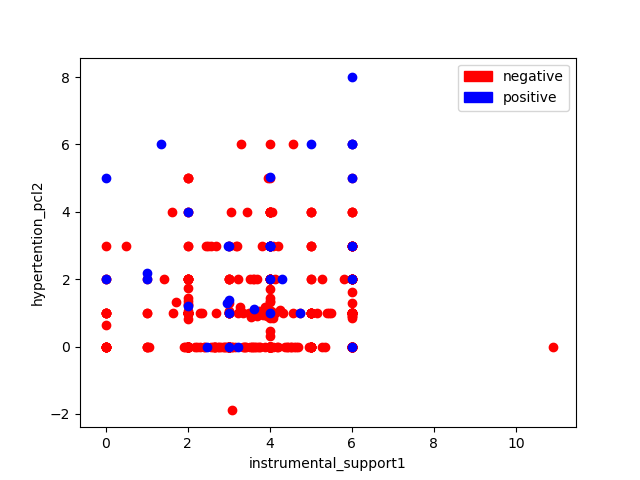 negative
positive
8
6
4
2
0
−2
hypertention_pcl2
0 2 4 6 8 10
instrumental_support1